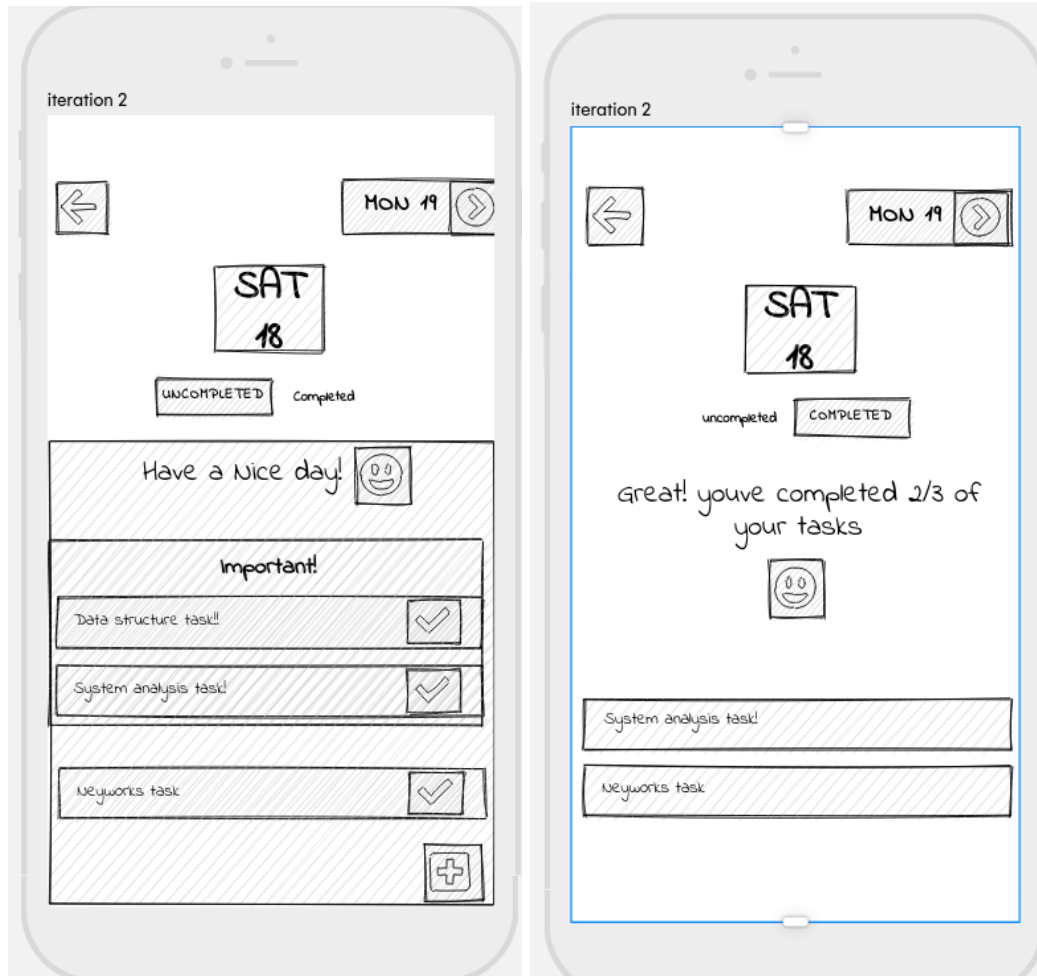 iteration 2
MON 19
SAT
18
UNCOMPLETED Completed
Have a Nice day!
Important!
Data structure task!!
System analysis task!
Neyworks task
iteration 2
MON 19
SAT
18
uncompleted COMPLETED
Great! youve completed 2/3 of
your tasks
System analysis task!
Neyworks task